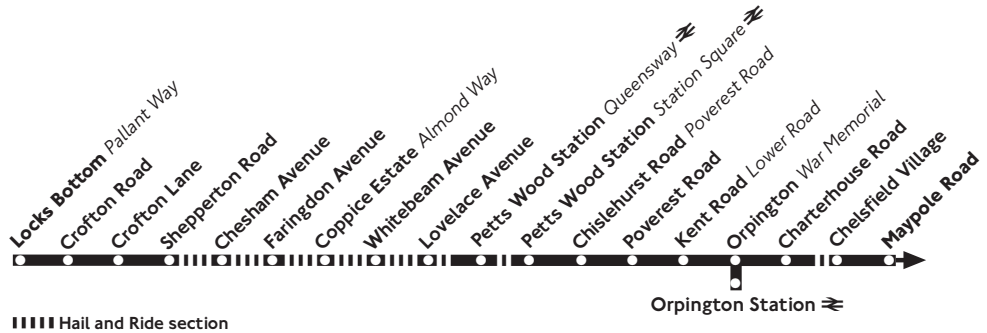 Locks Bottom Pallant Way
Crofton Road
Crofton Lane
Shepperton Road
Chesham Avenue
Faringdon Avenue
Coppice Estate Almond Way
Whitebeam Avenue
Lovelace Avenue
Petts Wood Station Queensway
Petts Wood Station Station Square
Chislehurst Road Poverest Road
Poverest Road
Kent Road Lower Road
Orpington War Memorial
Charterhouse Road
Chelsfield Village
Maypole Road
Orpington Station
Hail and Ride section